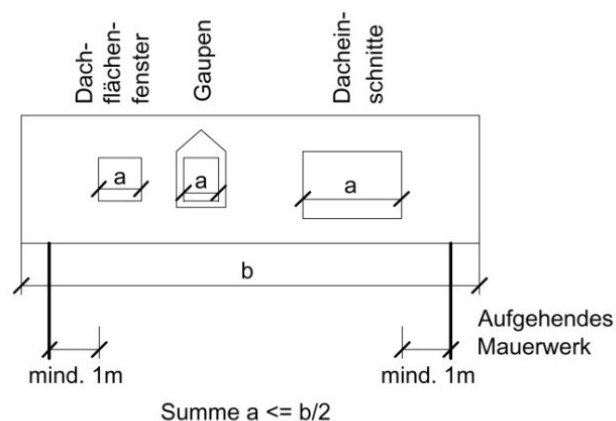 Dach-
flächen-
fenster
Gaupen
Dachein-
schnitte
a
a
a
b
Aufgehendes
Mauerwerk
mind. 1m
mind. 1m
Summe a <= b/2